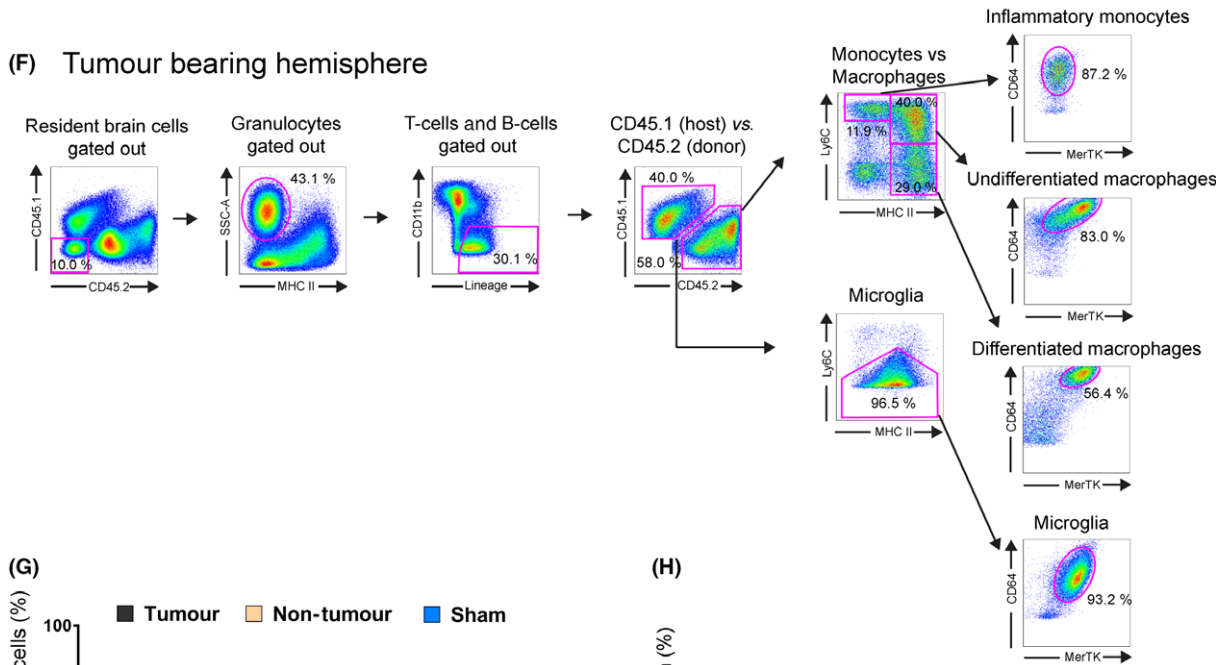 (F) Tumour bearing hemisphere
Resident brain cells
gated out
CD45.1
10.0 %
CD45.2
Granulocytes
gated out
SSC-A
43.1 %
MHC II
T-cells and B-cells
gated out
CD11b
30.1 %
Lineage
CD45.1 (host) vs.
CD45.2 (donor)
CD45.1
40.0 %
58.0 %
CD45.2
Monocytes vs
Macrophages
Ly6C
40.0 %
11.9 %
29.0 %
MHC II
Microglia
Ly6C
96.5 %
MHC II
Inflammatory monocytes
CD64
87.2 %
MerTK
Undifferentiated macrophages
CD64
83.0 %
MerTK
Differentiated macrophages
CD64
56.4 %
MerTK
Microglia
CD64
93.2 %
MerTK
(G)
cells (%)
100
Tumour Non-tumour Sham
(H)
(%)